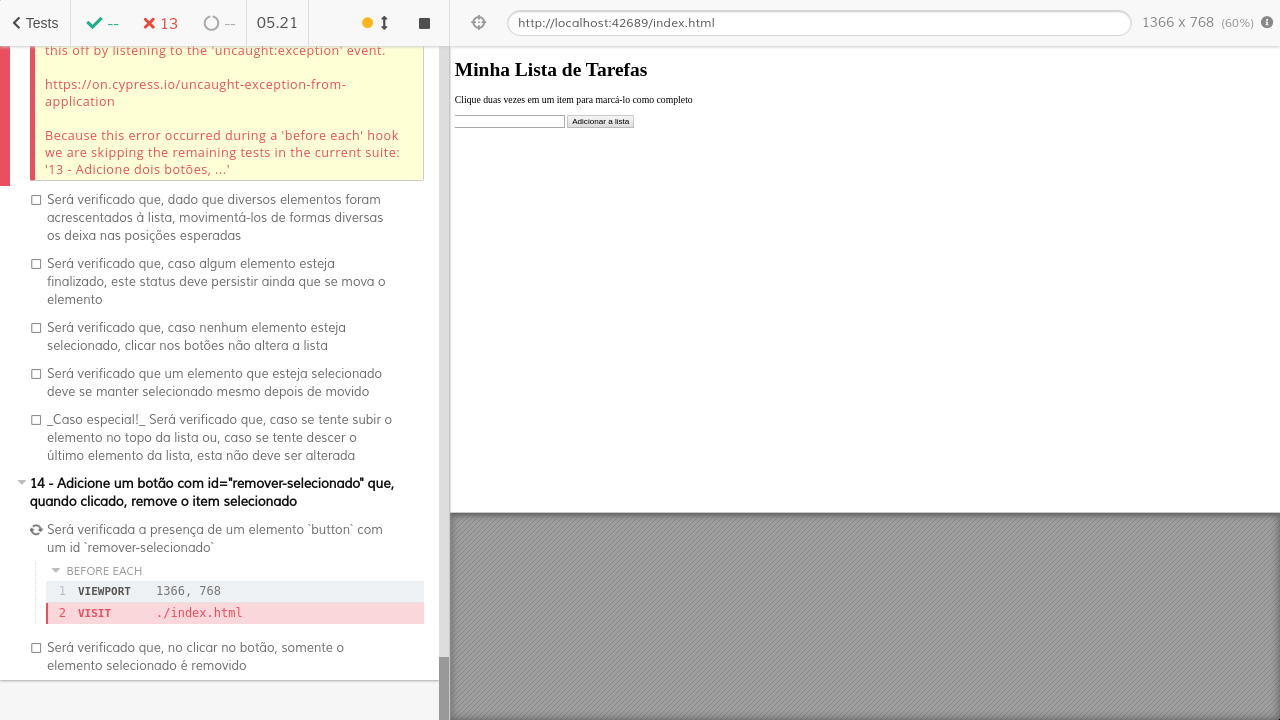 Tests
--
13
--
05.21
http://localhost:42689/index.html
1366 x 768 (60%)
this off by listening to the 'uncaught:exception' event.
https://on.cypress.io/uncaught-exception-from-
application
Because this error occurred during a 'before each' hook
we are skipping the remaining tests in the current suite:
'13 - Adicione dois botões, ...'
Será verificado que, dado que diversos elementos foram
acrescentados à lista, movimentá-los de formas diversas
os deixa nas posições esperadas
Será verificado que, caso algum elemento esteja
finalizado, este status deve persistir ainda que se mova o
elemento
Será verificado que, caso nenhum elemento esteja
selecionado, clicar nos botões não altera a lista
Será verificado que um elemento que esteja selecionado
deve se manter selecionado mesmo depois de movido
_Caso especial!_ Será verificado que, caso se tente subir o
elemento no topo da lista ou, caso se tente descer o
último elemento da lista, esta não deve ser alterada
14 - Adicione um botão com id="remover-selecionado" que,
quando clicado, remove o item selecionado
Será verificada a presença de um elemento `button` com
um id `remover-selecionado`
BEFORE EACH
1 VIEWPORT 1366, 768
2 VISIT ./index.html
Será verificado que, no clicar no botão, somente o
elemento selecionado é removido
Minha Lista de Tarefas
Clique duas vezes em um item para marcá-lo como completo
Adicionar a lista